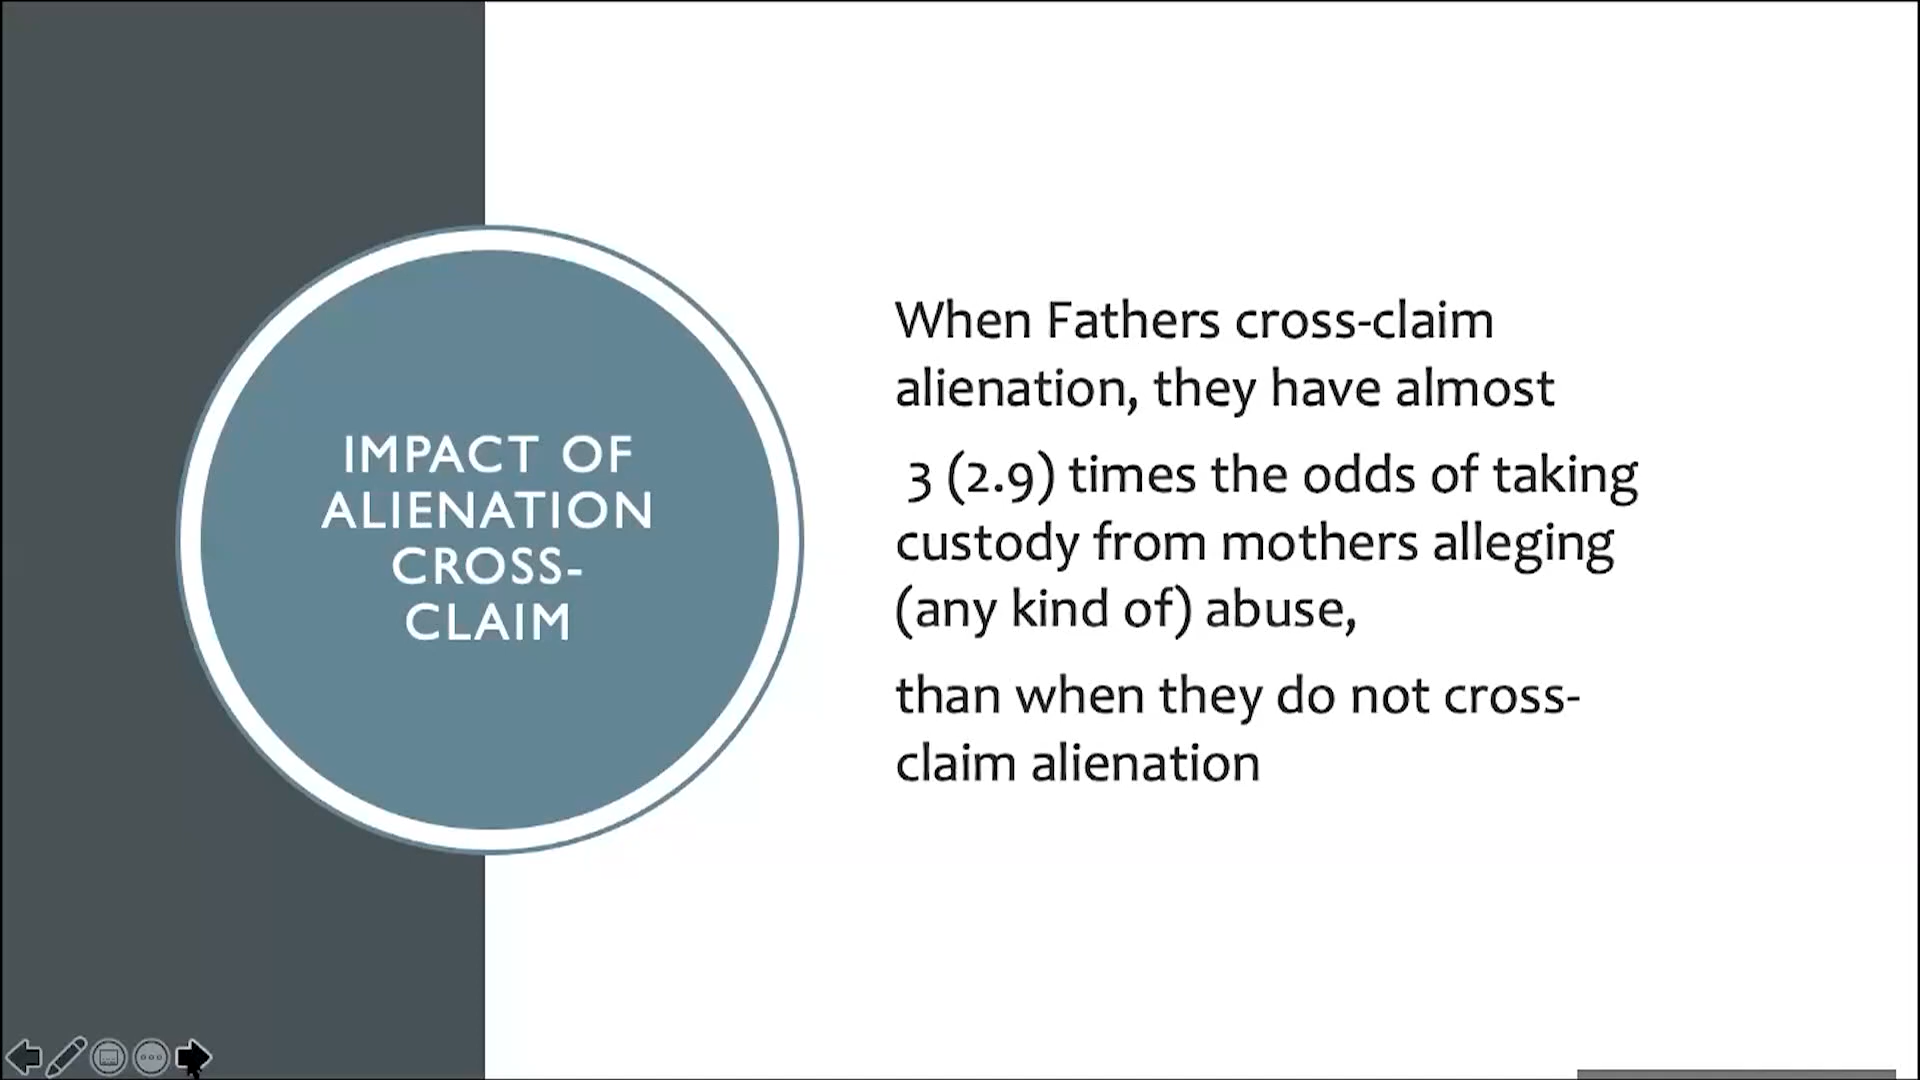 IMPACT OF
ALIENATION
CROSS-
CLAIM
When Fathers cross-claim
alienation, they have almost
3 (2.9) times the odds of taking
custody from mothers alleging
(any kind of) abuse,
than when they do not cross-
claim alienation